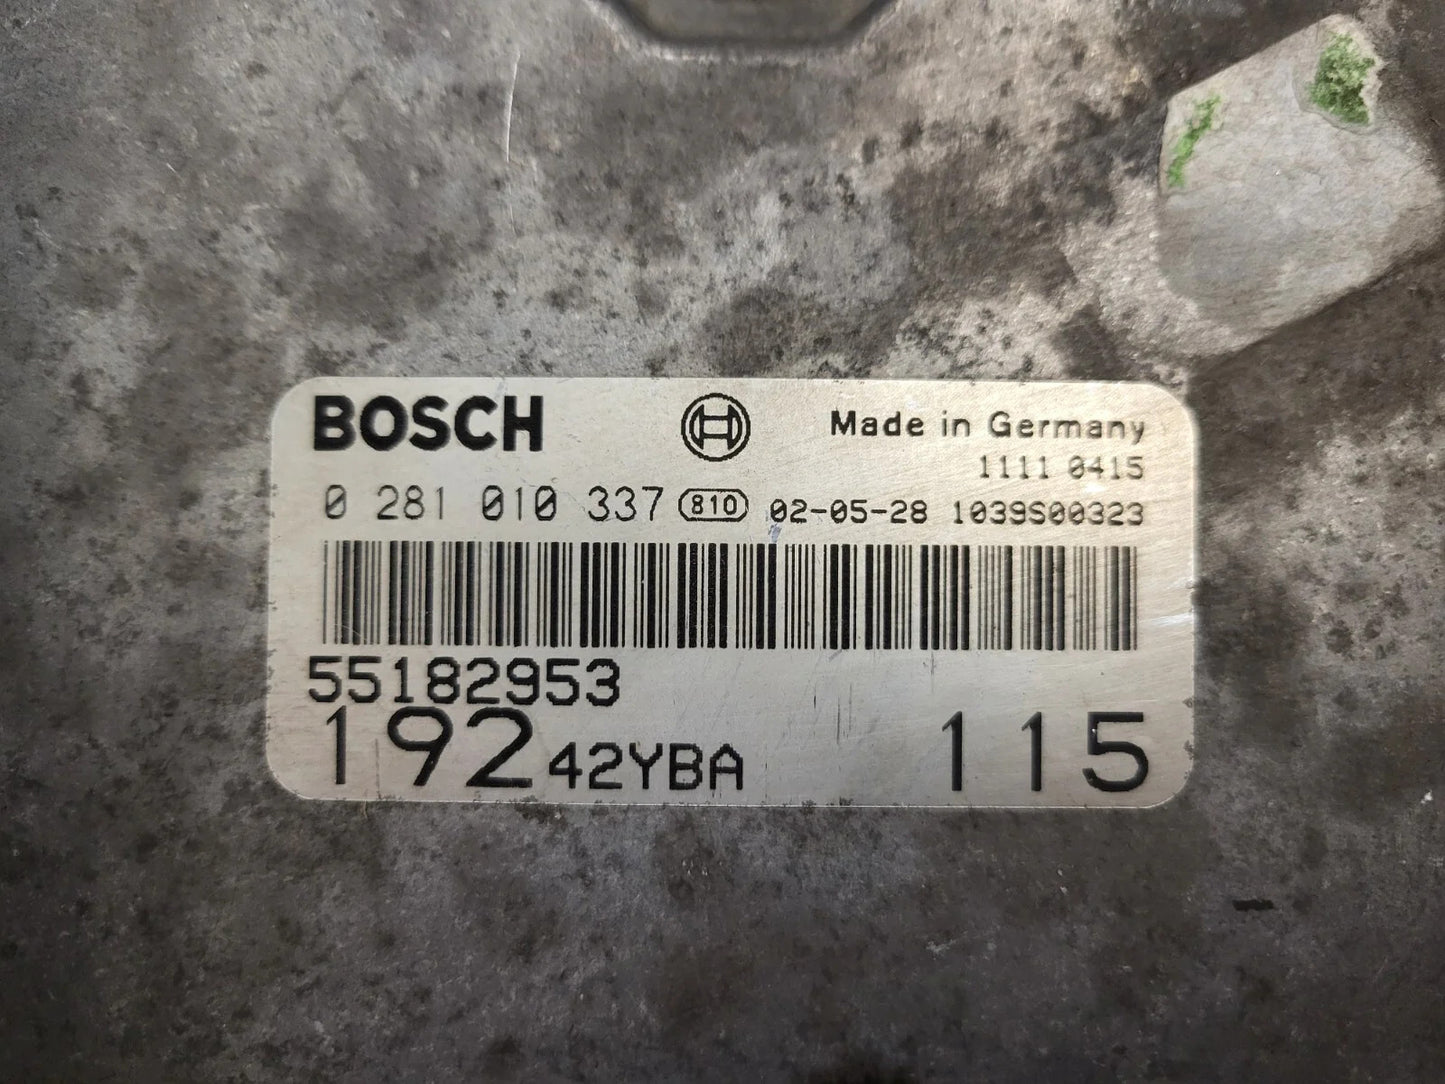 BOSCH Made in Germany
1111 0415
0 281 010 337 810 02-05-28 1039S00323
55182953
192 42YBA 115